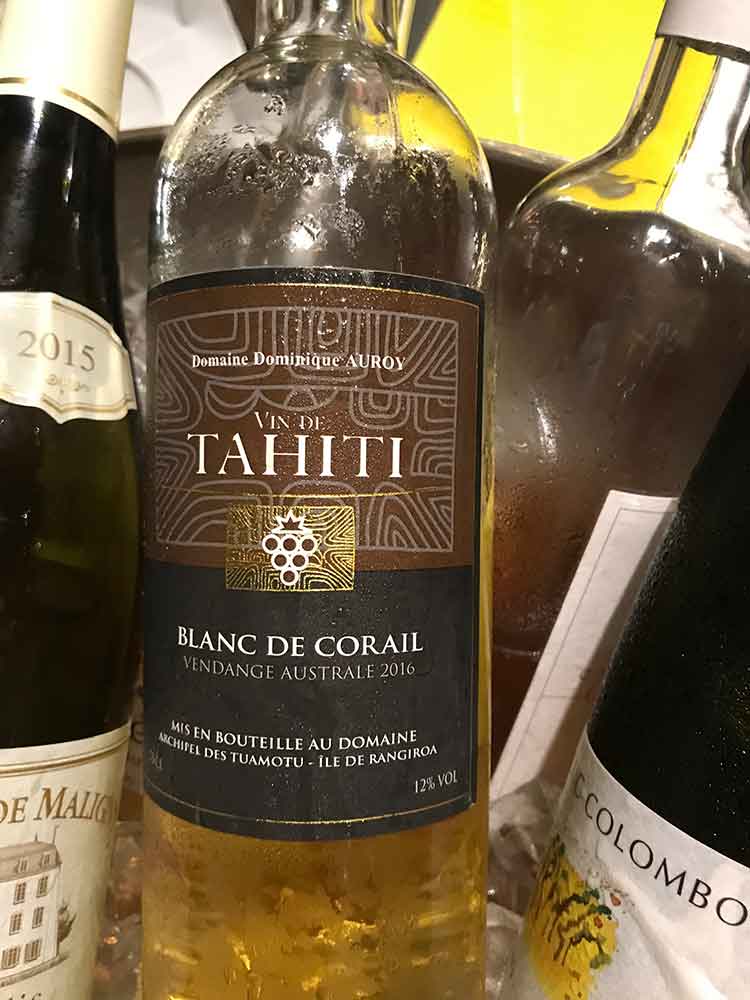 2015
DE MALIG
Domaine Dominique AUROY
VIN DE
TAHITI
BLANC DE CORAIL
VENDANGE AUSTRALE 2016
MIS EN BOUTEILLE AU DOMAINE
ARCHIPEL DES TUAMOTU - ÎLE DE RANGIROA
12% VOL
C-COLOMBO